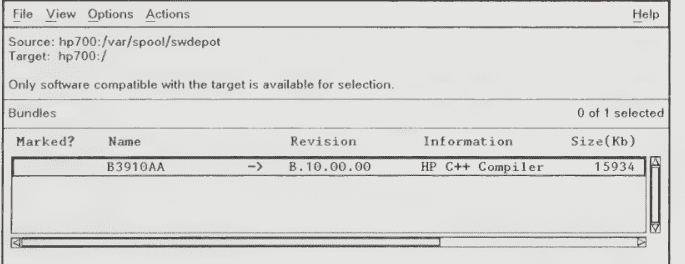 File View Options Actions Help
Source: hp700:/var/spool/swdepot
Target: hp700:/
Only software compatible with the target is available for selection.
Bundles 0 of 1 selected
Marked? Name Revision Information Size(Kb)
B3910AA -> B.10.00.00 HP C++ Compiler 15934